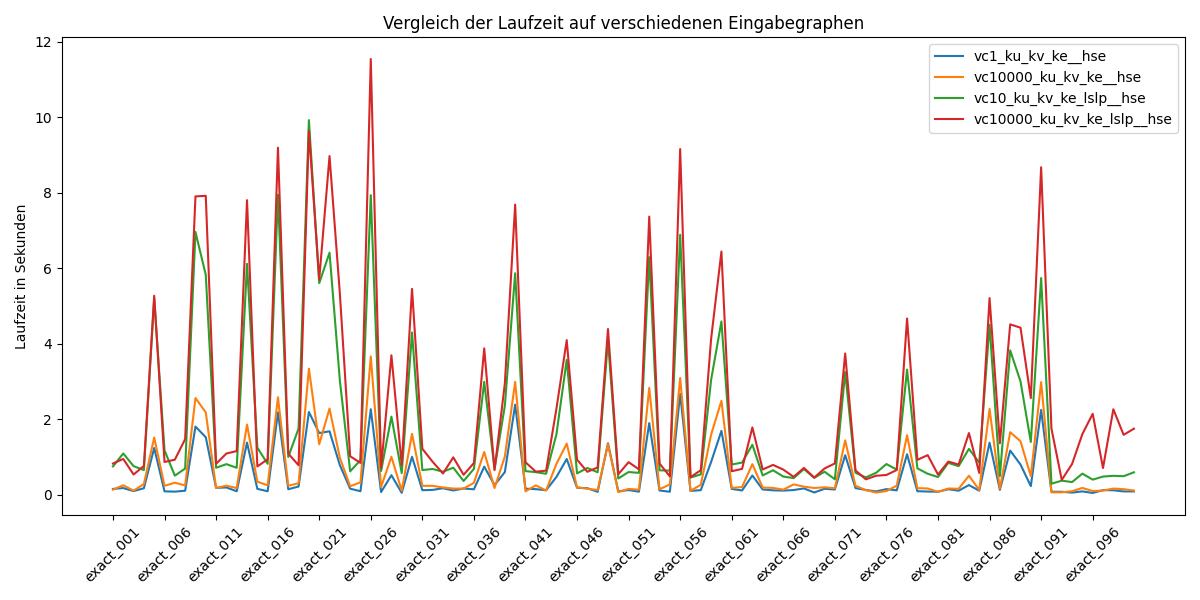 Vergleich der Laufzeit auf verschiedenen Eingabegraphen
12
10
8
6
4
2
0
Laufzeit in Sekunden
vc1_ku_kv_ke__hse
vc10000_ku_kv_ke__hse
vc10_ku_kv_ke_lslp__hse
vc10000_ku_kv_ke_lslp__hse
exact_001
exact_006
exact_011
exact_016
exact_021
exact_026
exact_031
exact_036
exact_041
exact_046
exact_051
exact_056
exact_061
exact_066
exact_071
exact_076
exact_081
exact_086
exact_091
exact_096